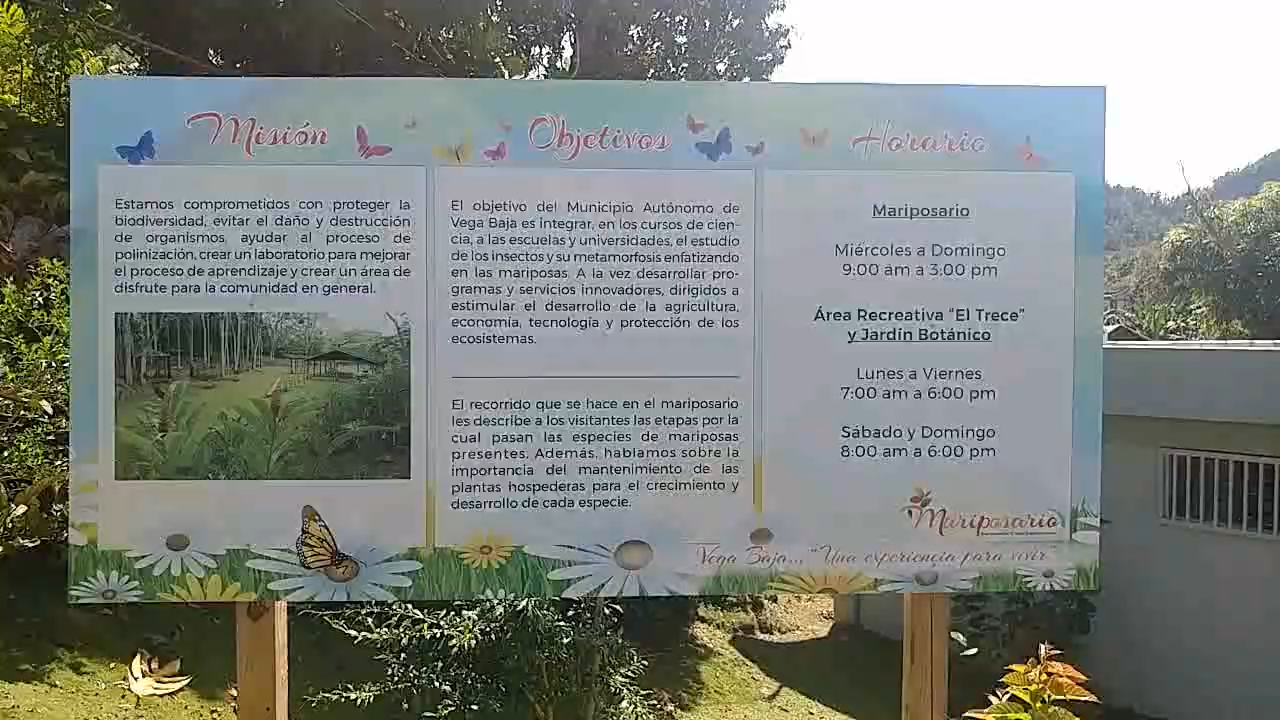 Misión
Estamos comprometidos con proteger la
biodiversidad, evitar el daño y destrucción
de organismos, ayudar al proceso de
polinización, crear un laboratorio para mejorar
el proceso de aprendizaje y crear un área de
disfrute para la comunidad en general.
Objetivos
El objetivo del Municipio Autónomo de
Vega Baja es integrar, en los cursos de cien-
cia, a las escuelas y universidades, el estudio
de los insectos y su metamorfosis enfatizando
en las mariposas. A la vez desarrollar pro-
gramas y servicios innovadores, dirigidos a
estimular el desarrollo de la agricultura,
economía, tecnología y protección de los
ecosistemas.
El recorrido que se hace en el mariposario
les describe a los visitantes las etapas por la
cual pasan las especies de mariposas
presentes. Además, hablamos sobre la
importancia del mantenimiento de las
plantas hospederas para el crecimiento y
desarrollo de cada especie.
Horario
Mariposario
Miércoles a Domingo
9:00 am a 3:00 pm
Área Recreativa "El Trece"
y Jardín Botánico
Lunes a Viernes
7:00 am a 6:00 pm
Sábado y Domingo
8:00 am a 6:00 pm
Mariposario
Vega Baja... "Una experiencia para vivir"